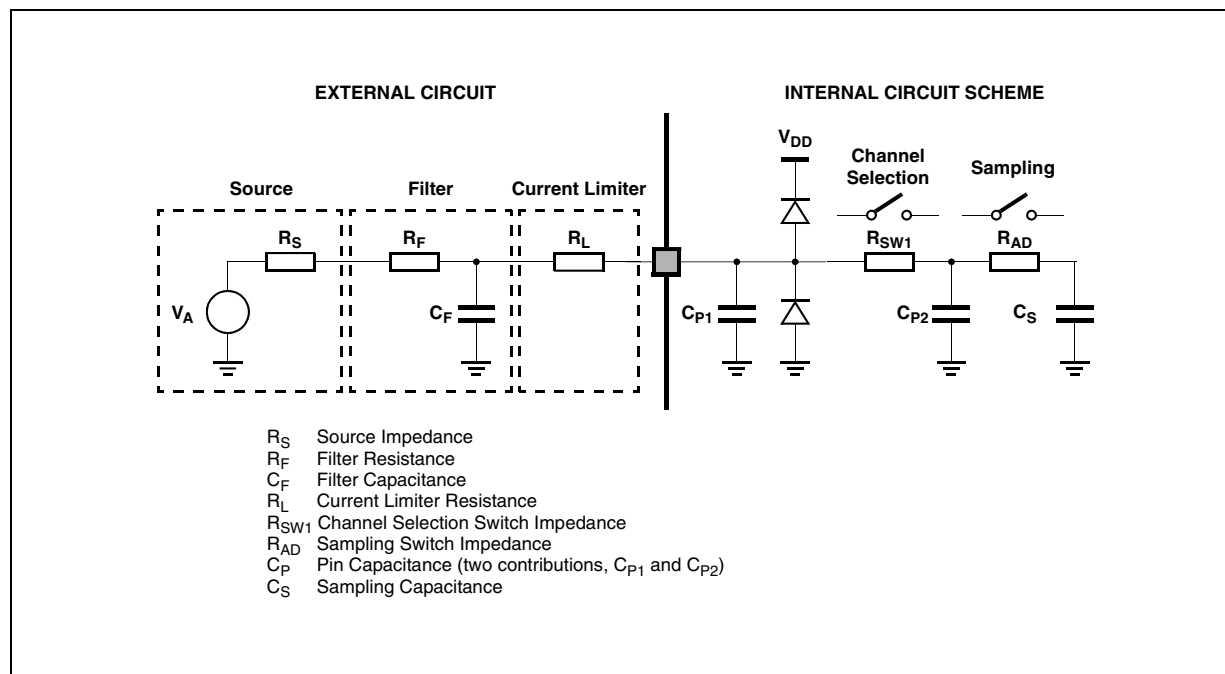 EXTERNAL CIRCUIT
INTERNAL CIRCUIT SCHEME
VDD
Channel
Selection
Sampling
Source
Filter
Current Limiter
RS
RF
RL
RSW1
RAD
VA
CF
CP1
CP2
CS
RS Source Impedance
RF Filter Resistance
CF Filter Capacitance
RL Current Limiter Resistance
RSW1 Channel Selection Switch Impedance
RAD Sampling Switch Impedance
CP Pin Capacitance (two contributions, CP1 and CP2)
CS Sampling Capacitance